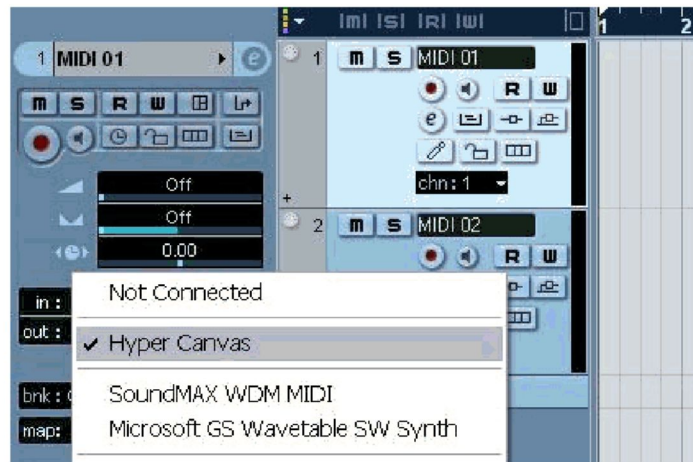 ImI IsI IRI IwI
1 2
1 MIDI 01 e
m S R W
Off
Off
0.00
1 m S MIDI 01
R W
e
chn: 1
+
2 m S MIDI 02
R W
in :
out :
bnk :
map:
Not Connected
✓ Hyper Canvas
SoundMAX WDM MIDI
Microsoft GS Wavetable SW Synth